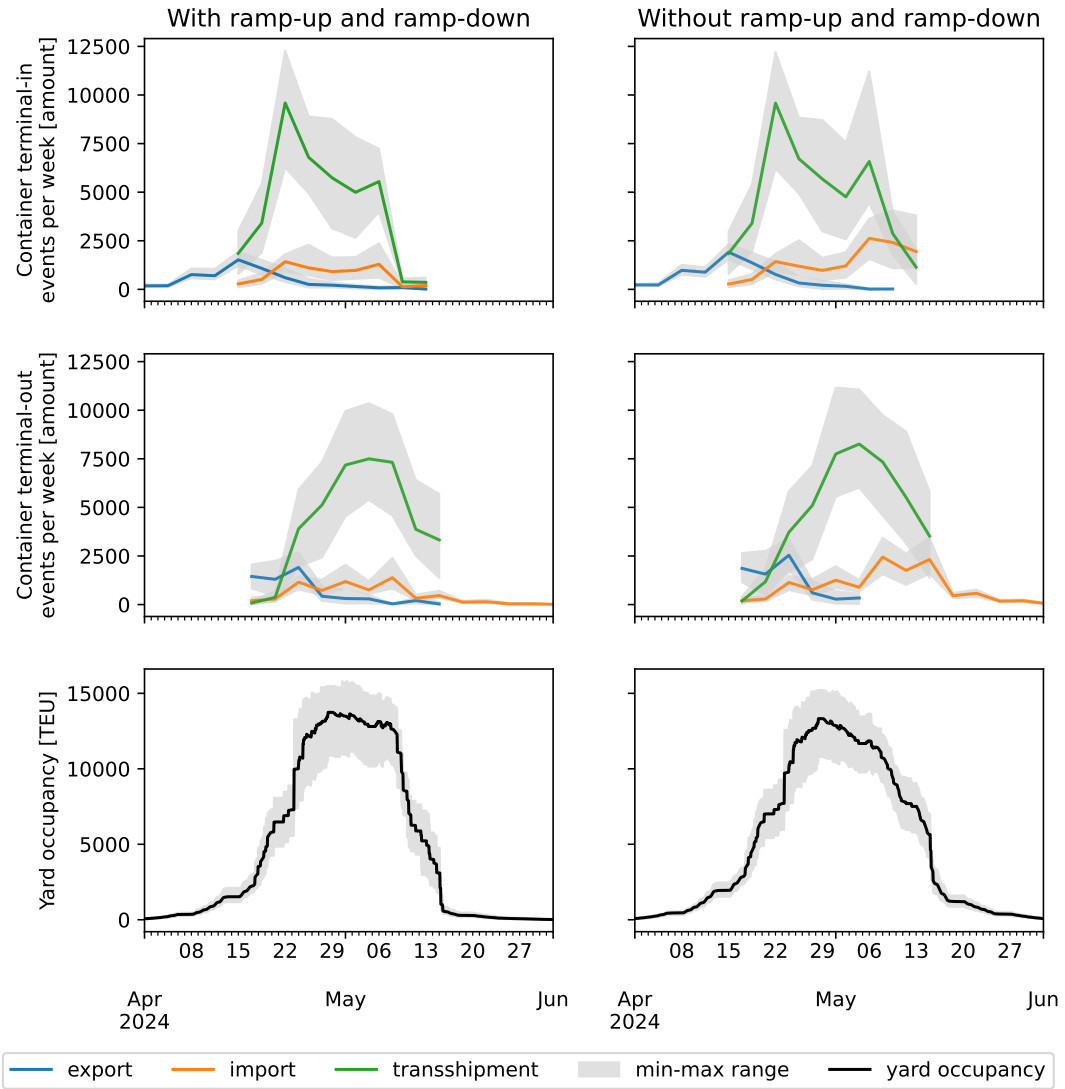 With ramp-up and ramp-down
Without ramp-up and ramp-down
Container terminal-in
events per week [amount]
12500
10000
7500
5000
2500
0
Container terminal-out
events per week [amount]
12500
10000
7500
5000
2500
0
Yard occupancy [TEU]
15000
10000
5000
0
08 15 22 29 06 13 20 27
08 15 22 29 06 13 20 27
Apr May Jun
2024
Apr May Jun
2024
export import transshipment min-max range yard occupancy